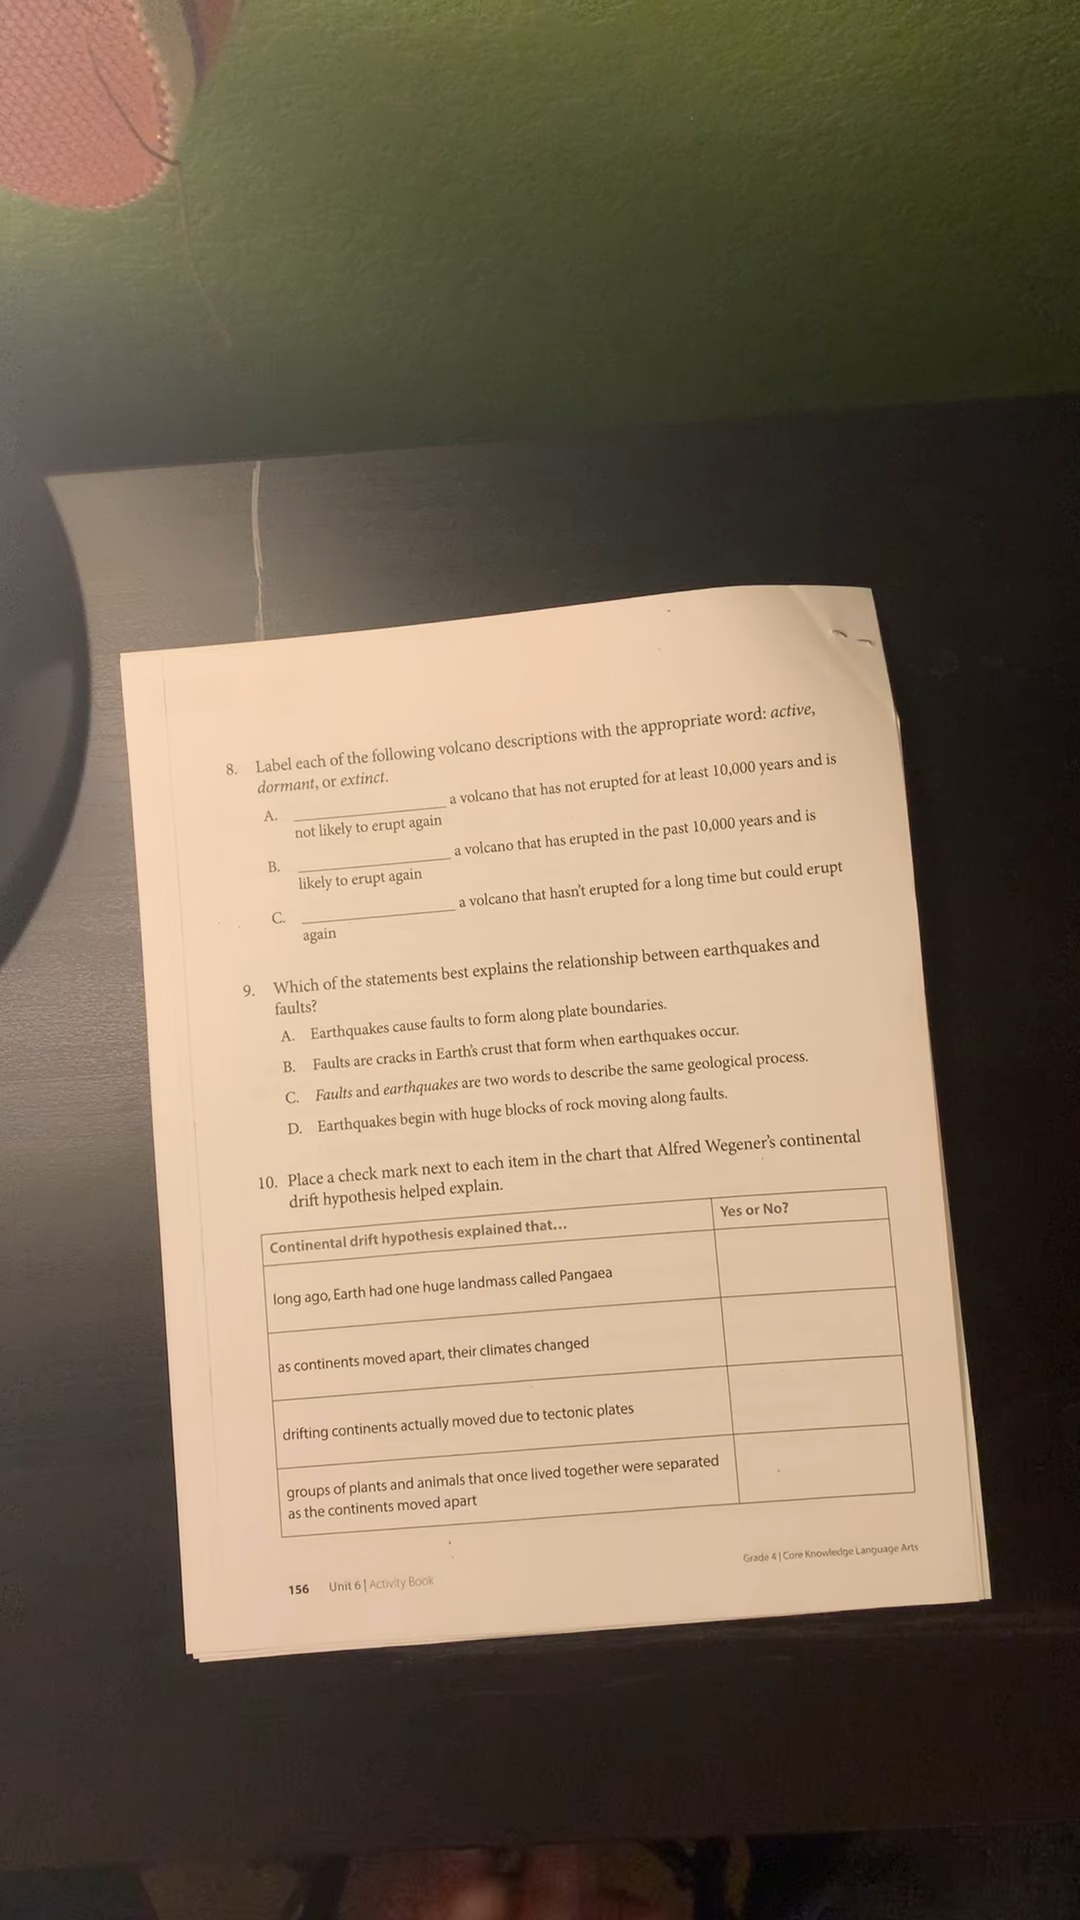 8. Label each of the following volcano descriptions with the appropriate word: active,
dormant, or extinct.
A. ____________ a volcano that has not erupted for at least 10,000 years and is
not likely to erupt again
B. ____________ a volcano that has erupted in the past 10,000 years and is
likely to erupt again
C. ____________ a volcano that hasn't erupted for a long time but could erupt
again
9. Which of the statements best explains the relationship between earthquakes and
faults?
A. Earthquakes cause faults to form along plate boundaries.
B. Faults are cracks in Earth's crust that form when earthquakes occur.
C. Faults and earthquakes are two words to describe the same geological process.
D. Earthquakes begin with huge blocks of rock moving along faults.
10. Place a check mark next to each item in the chart that Alfred Wegener's continental
drift hypothesis helped explain.
Continental drift hypothesis explained that... Yes or No?
long ago, Earth had one huge landmass called Pangaea
as continents moved apart, their climates changed
drifting continents actually moved due to tectonic plates
groups of plants and animals that once lived together were separated
as the continents moved apart
156 Unit 6 | Activity Book
Grade 4 | Core Knowledge Language Arts